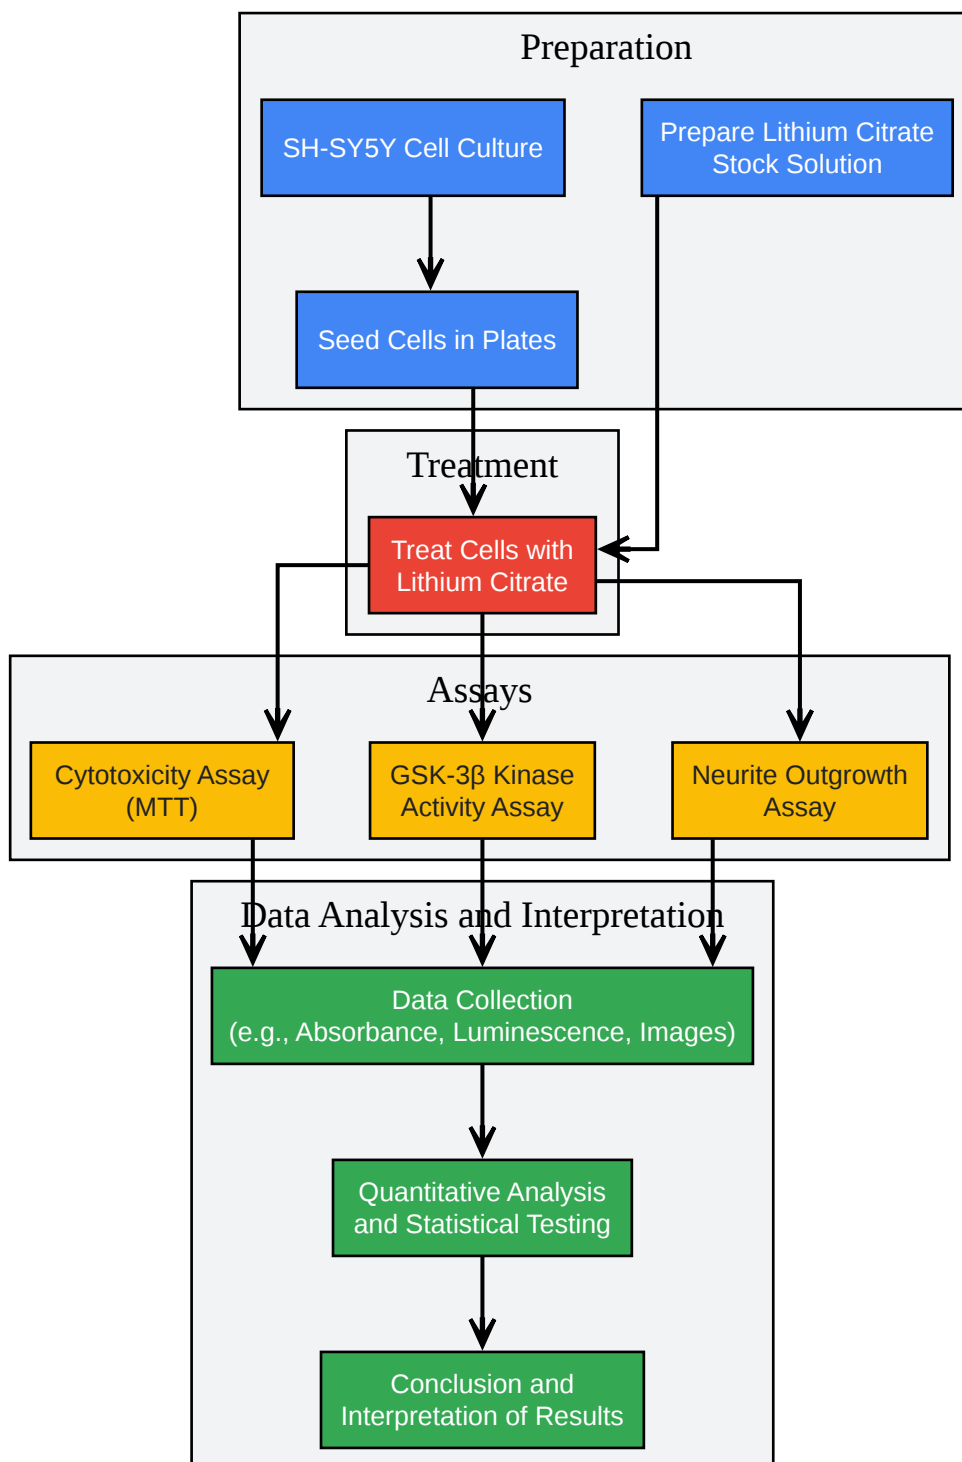 Preparation
SH-SY5Y Cell Culture
Prepare Lithium Citrate
Stock Solution
Seed Cells in Plates
Treatment
Treat Cells with
Lithium Citrate
Assays
Cytotoxicity Assay
(MTT)
GSK-3β Kinase
Activity Assay
Neurite Outgrowth
Assay
Data Analysis and Interpretation
Data Collection
(e.g., Absorbance, Luminescence, Images)
Quantitative Analysis
and Statistical Testing
Conclusion and
Interpretation of Results